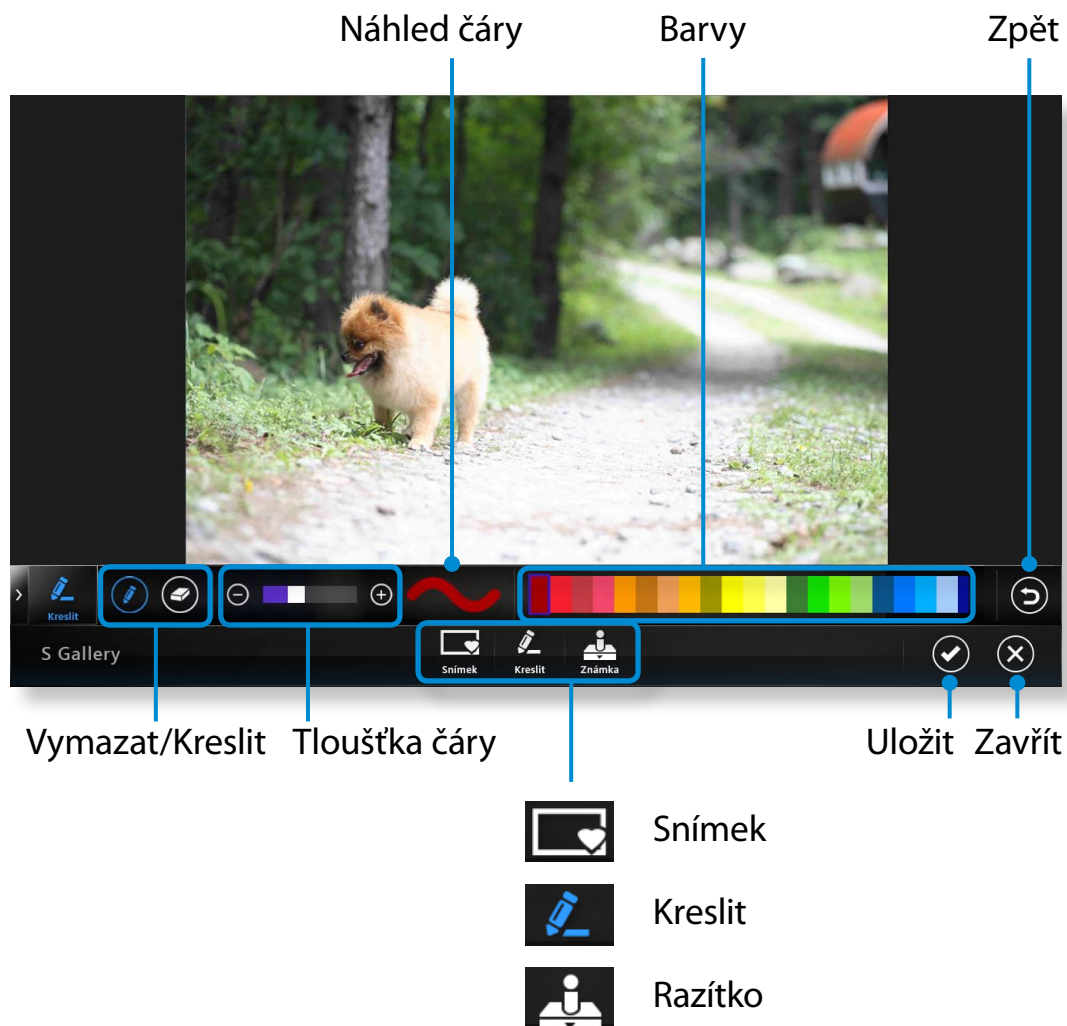 Náhled čáry Barvy Zpět
Kreslit
S Gallery
Snímek Kreslit Známka
Vymazat/Kreslit Tloušťka čáry Uložit Zavřít
Snímek
Kreslit
Razítko